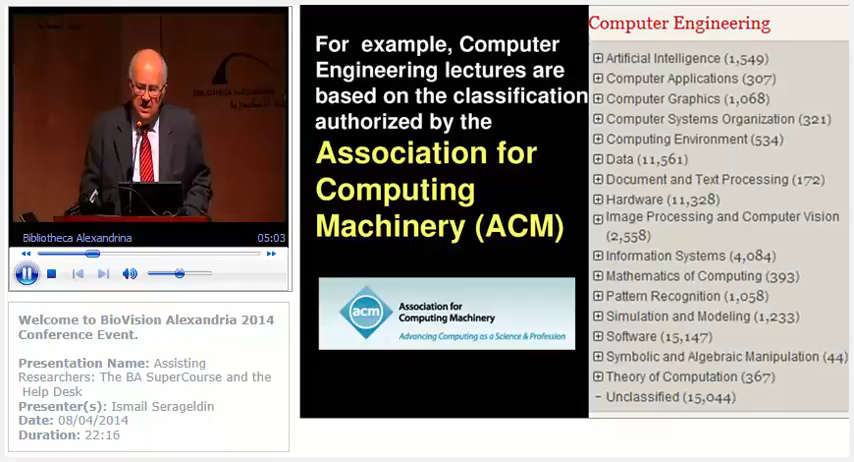 BIBLIOTHECA ALEXANDRINA
Bibliotheca Alexandrina
05:03
Welcome to BioVision Alexandria 2014
Conference Event.
Presentation Name: Assisting
Researchers: The BA SuperCourse and the
Help Desk
Presenter(s): Ismail Serageldin
Date: 08/04/2014
Duration: 22:16
For example, Computer
Engineering lectures are
based on the classification
authorized by the
Association for
Computing
Machinery (ACM)
acm
Association for
Computing Machinery
Advancing Computing as a Science & Profession
Computer Engineering
Artificial Intelligence (1,549)
Computer Applications (307)
Computer Graphics (1,068)
Computer Systems Organization (321)
Computing Environment (534)
Data (11,561)
Document and Text Processing (172)
Hardware (11,328)
Image Processing and Computer Vision
(2,558)
Information Systems (4,084)
Mathematics of Computing (393)
Pattern Recognition (1,058)
Simulation and Modeling (1,233)
Software (15,147)
Symbolic and Algebraic Manipulation (44)
Theory of Computation (367)
- Unclassified (15,044)